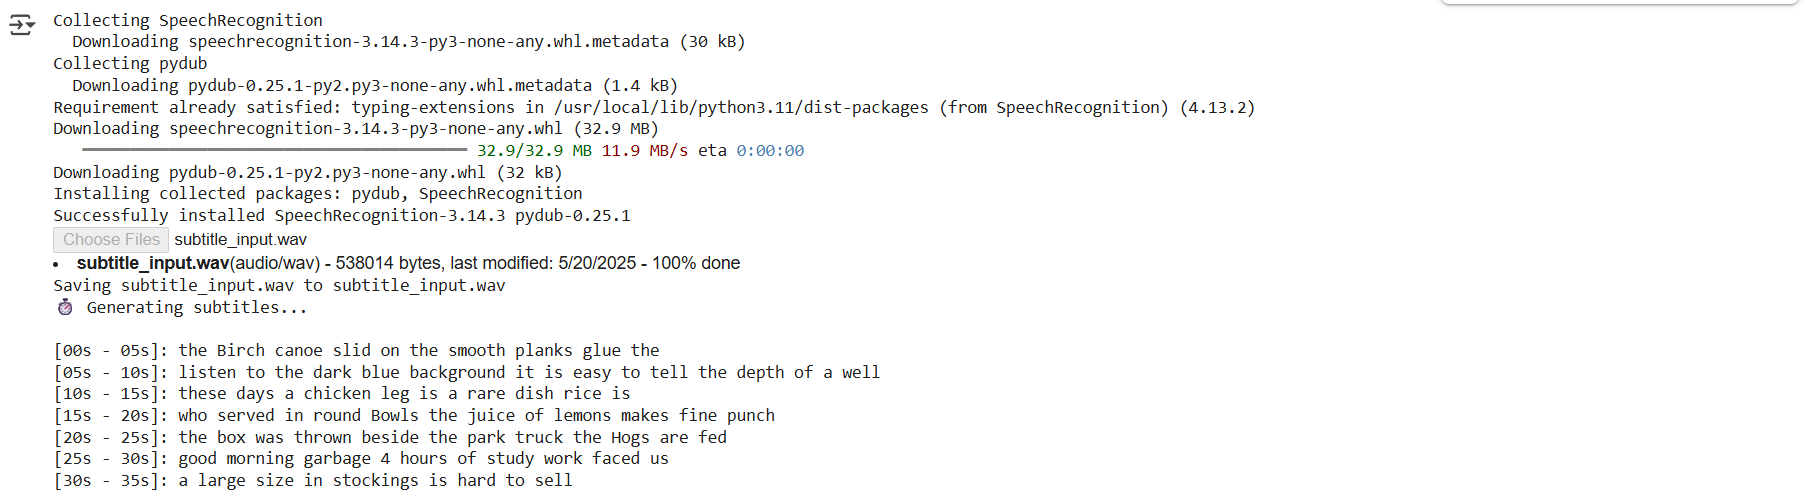 Collecting SpeechRecognition
Downloading speechrecognition-3.14.3-py3-none-any.whl.metadata (30 kB)
Collecting pydub
Downloading pydub-0.25.1-py2.py3-none-any.whl.metadata (1.4 kB)
Requirement already satisfied: typing-extensions in /usr/local/lib/python3.11/dist-packages (from SpeechRecognition) (4.13.2)
Downloading speechrecognition-3.14.3-py3-none-any.whl (32.9 MB)
32.9/32.9 MB 11.9 MB/s eta 0:00:00
Downloading pydub-0.25.1-py2.py3-none-any.whl (32 kB)
Installing collected packages: pydub, SpeechRecognition
Successfully installed SpeechRecognition-3.14.3 pydub-0.25.1
Choose Files subtitle_input.wav
• subtitle_input.wav(audio/wav) - 538014 bytes, last modified: 5/20/2025 - 100% done
Saving subtitle_input.wav to subtitle_input.wav
⏱ Generating subtitles...
[00s - 05s]: the Birch canoe slid on the smooth planks glue the
[05s - 10s]: listen to the dark blue background it is easy to tell the depth of a well
[10s - 15s]: these days a chicken leg is a rare dish rice is
[15s - 20s]: who served in round Bowls the juice of lemons makes fine punch
[20s - 25s]: the box was thrown beside the park truck the Hogs are fed
[25s - 30s]: good morning garbage 4 hours of study work faced us
[30s - 35s]: a large size in stockings is hard to sell